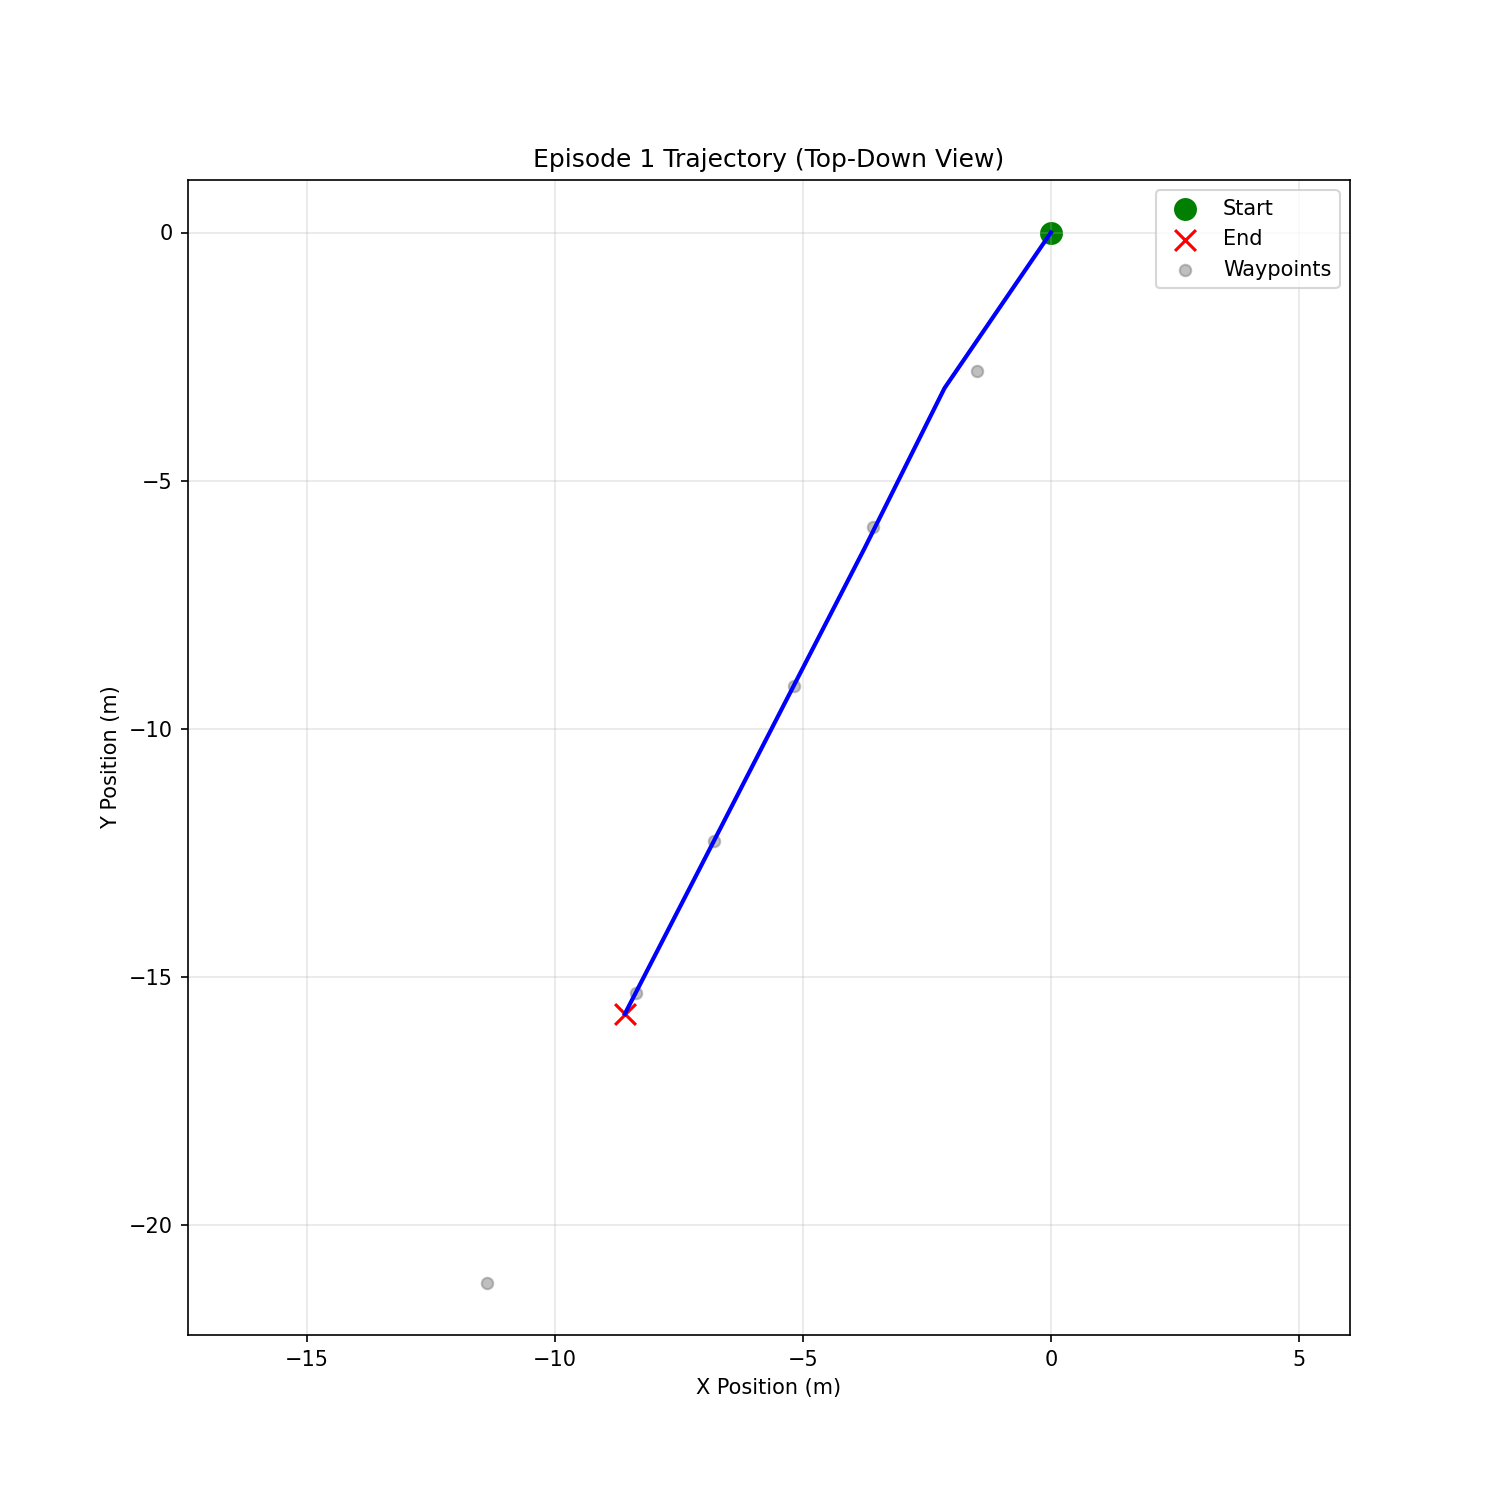 Episode 1 Trajectory (Top-Down View)
Start
End
Waypoints
0
−5
−10
−15
−20
Y Position (m)
−15
−10
−5
0
5
X Position (m)